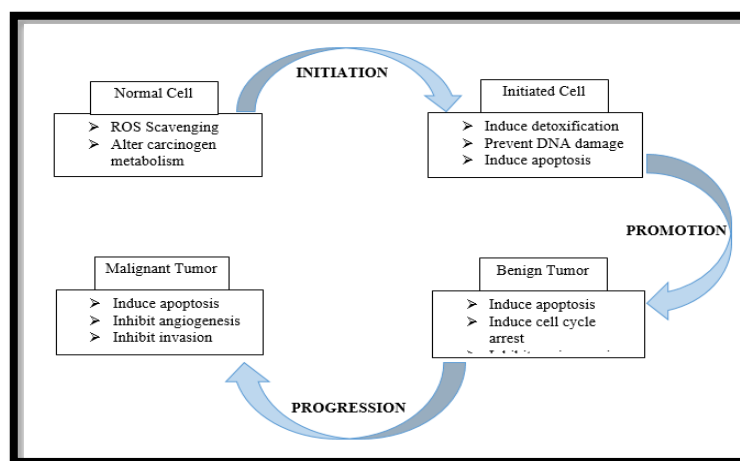 INITIATION
Normal Cell
➢ ROS Scavenging
➢ Alter carcinogen
metabolism
Initiated Cell
➢ Induce detoxification
➢ Prevent DNA damage
➢ Induce apoptosis
PROMOTION
Malignant Tumor
➢ Induce apoptosis
➢ Inhibit angiogenesis
➢ Inhibit invasion
Benign Tumor
➢ Induce apoptosis
➢ Induce cell cycle
arrest
PROGRESSION